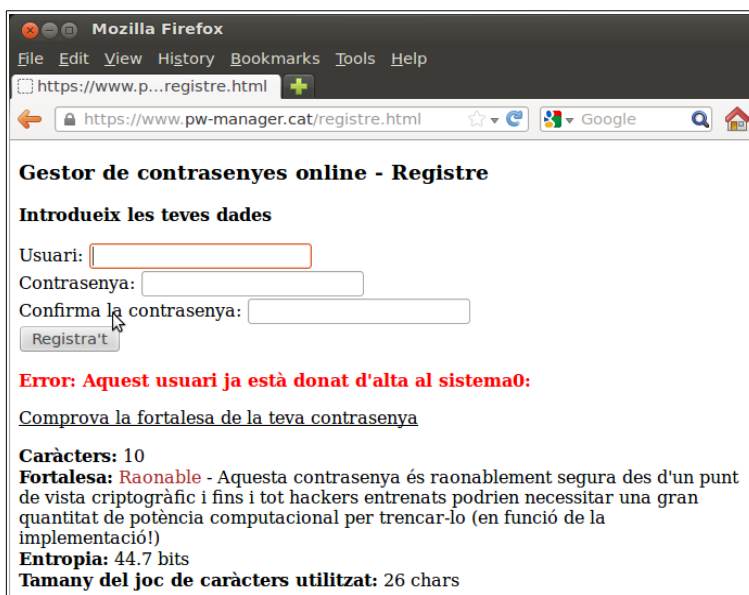 Mozilla Firefox
File Edit View History Bookmarks Tools Help
https://www.p...registre.html
https://www.pw-manager.cat/registre.html Google
Gestor de contrasenyes online - Registre
Introdueix les teves dades
Usuari:
Contrasenya:
Confirma la contrasenya:
Registra't
Error: Aquest usuari ja està donat d'alta al sistema0:
Comprova la fortalesa de la teva contrasenya
Caràcters: 10
Fortalesa: Raonable - Aquesta contrasenya és raonablement segura des d'un punt
de vista criptogràfic i fins i tot hackers entrenats podrien necessitar una gran
quantitat de potència computacional per trencar-lo (en funció de la
implementació!)
Entropia: 44.7 bits
Tamany del joc de caràcters utilitzat: 26 chars